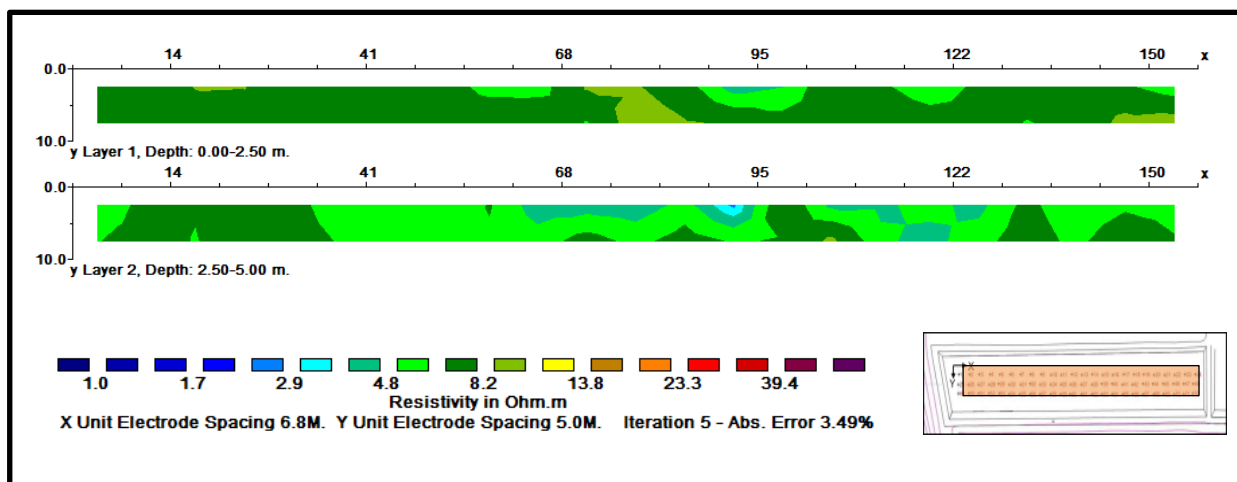 14 41 68 95 122 150 x
0.0
10.0
y Layer 1, Depth: 0.00-2.50 m.
14 41 68 95 122 150 x
0.0
10.0
y Layer 2, Depth: 2.50-5.00 m.
1.0 1.7 2.9 4.8 8.2 13.8 23.3 39.4
Resistivity in Ohm.m
X Unit Electrode Spacing 6.8M. Y Unit Electrode Spacing 5.0M. Iteration 5 - Abs. Error 3.49%
X
Y